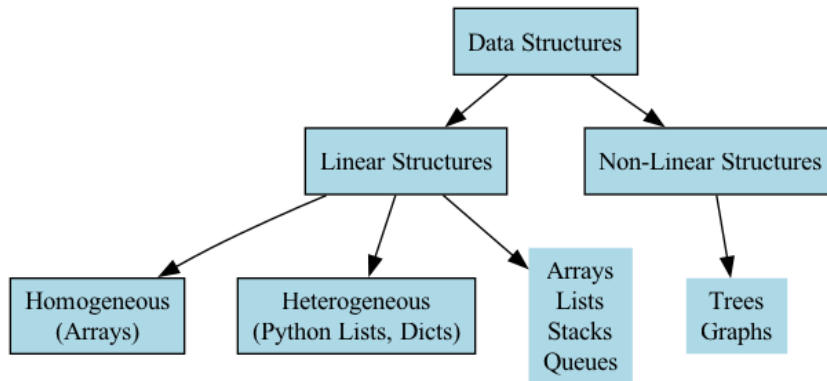 Data Structures
Linear Structures
Non-Linear Structures
Homogeneous
(Arrays)
Heterogeneous
(Python Lists, Dicts)
Arrays
Lists
Stacks
Queues
Trees
Graphs